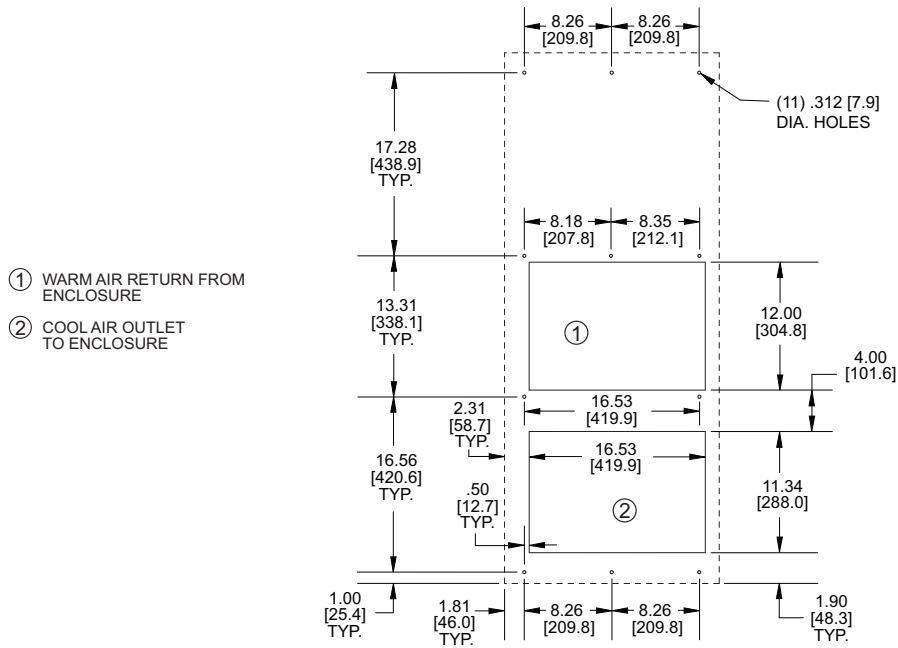 8.26
[209.8]
8.26
[209.8]
(11) .312 [7.9]
DIA. HOLES
17.28
[438.9]
TYP.
8.18
[207.8]
8.35
[212.1]
1 WARM AIR RETURN FROM
ENCLOSURE
2 COOL AIR OUTLET
TO ENCLOSURE
13.31
[338.1]
TYP.
1
12.00
[304.8]
4.00
[101.6]
2.31
[58.7]
TYP.
16.53
[419.9]
16.53
[419.9]
16.56
[420.6]
TYP.
.50
[12.7]
TYP.
2
11.34
[288.0]
1.00
[25.4]
TYP.
1.81
[46.0]
TYP.
8.26
[209.8]
8.26
[209.8]
1.90
[48.3]
TYP.